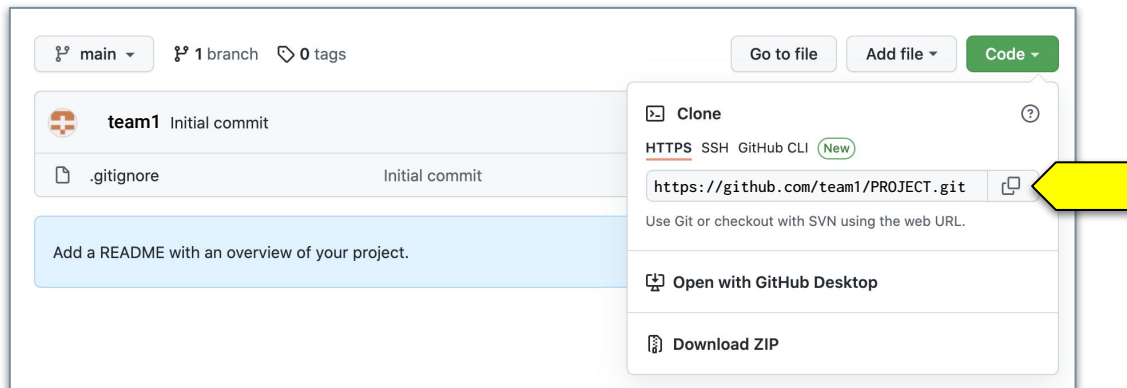 main 1 branch 0 tags Go to file Add file Code
team1 Initial commit
.gitignore Initial commit
Add a README with an overview of your project.
Clone
HTTPS SSH GitHub CLI New
https://github.com/team1/PROJECT.git
Use Git or checkout with SVN using the web URL.
Open with GitHub Desktop
Download ZIP